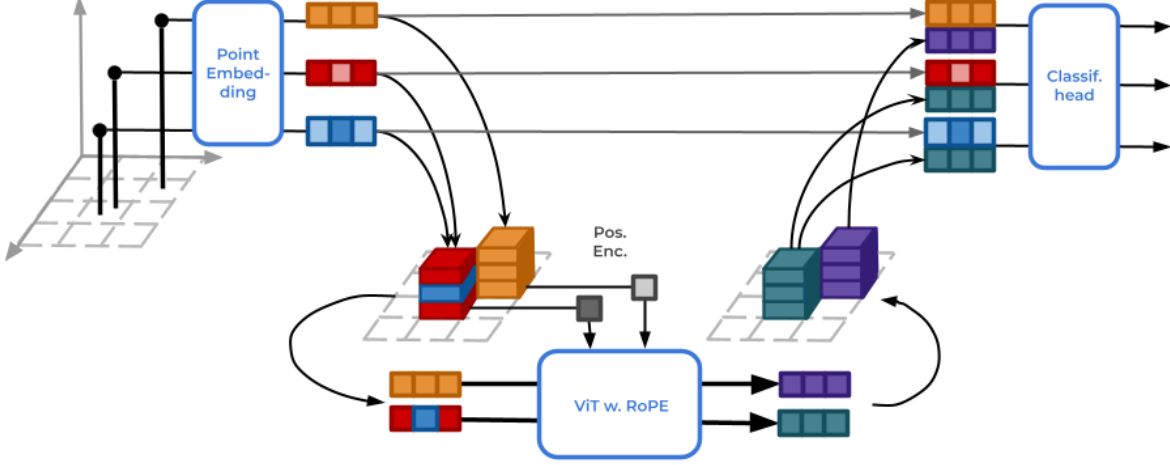 Point
Embed-
ding
Classif.
head
Pos.
Enc.
ViT w. RoPE